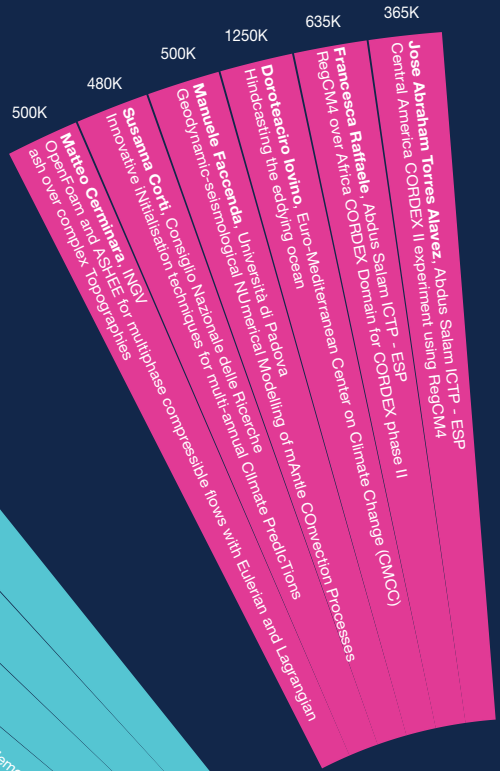 500K
Matteo Cerminara, INGV
OpenFoam and ASHEE for multiphase compressible flows with Eulerian and Lagrangian
ash over complex Topographies
480K
Susanna Corti, Consiglio Nazionale delle Ricerche
Innovative iNitialisation techniques for multi-annual Climate PredIcTions
500K
Manuele Faccenda, Università di Padova
Geodynamic-seismological NUmerical Modelling of mAntle COnvection Processes
1250K
Doroteaciro Iovino, Euro-Mediterranean Center on Climate Change (CMCC)
Hindcasting the eddying ocean
635K
Francesca Raffaele, Abdus Salam ICTP - ESP
RegCM4 over Africa CORDEX Domain for CORDEX phase II
365K
Jose Abraham Torres Alavez, Abdus Salam ICTP - ESP
Central America CORDEX II experiment using RegCM4